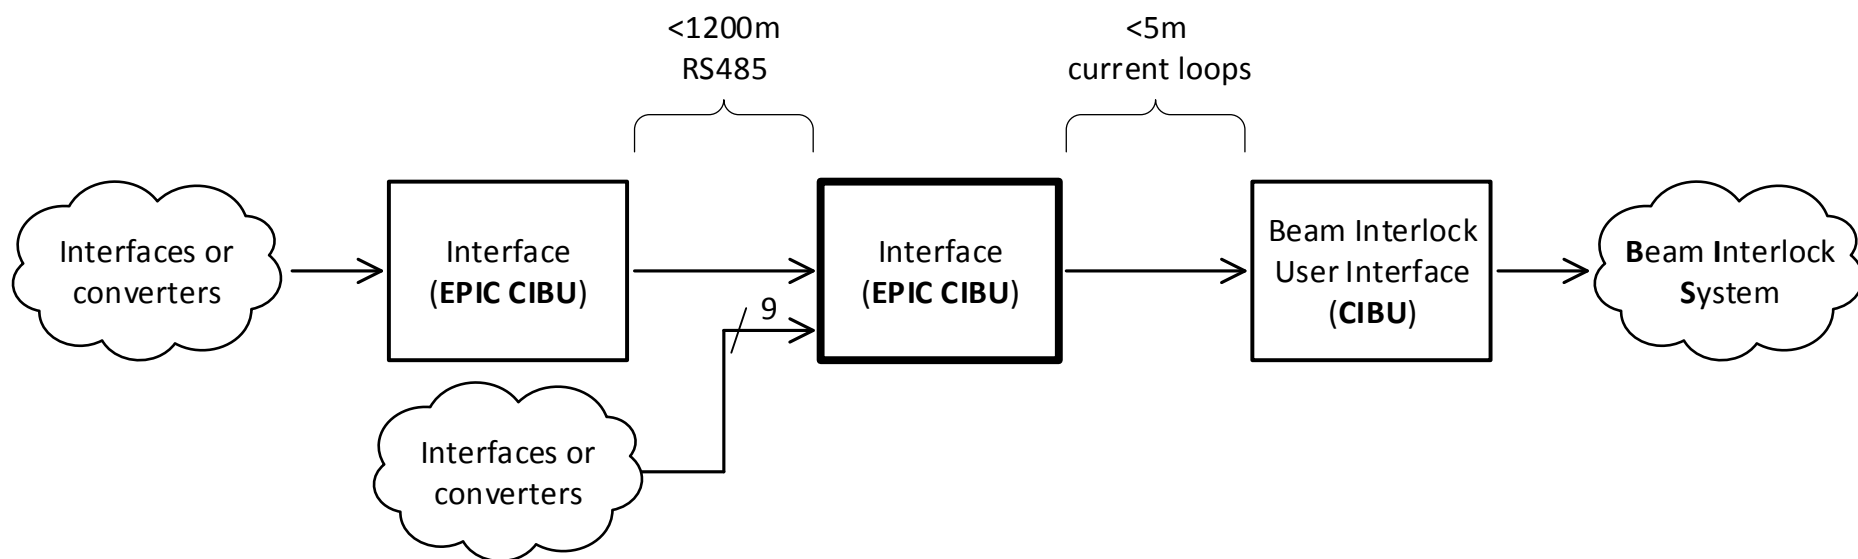 <1200m
RS485
<5m
current loops
Interfaces or
converters
Interface
(EPIC CIBU)
9
Interface
(EPIC CIBU)
Beam Interlock
User Interface
(CIBU)
Beam Interlock
System
Interfaces or
converters